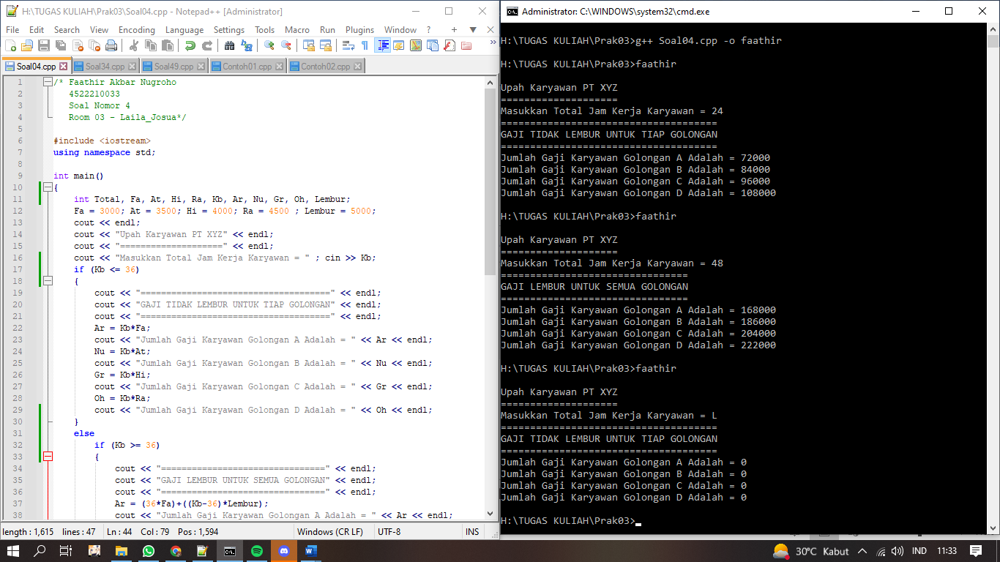 H:\TUGAS KULIAH\Prak03\Soal04.cpp - Notepad++ [Administrator]
File Edit Search View Encoding Language Settings Tools Macro Run Plugins Window ? + ▼ X
Soal04.cpp Soal34.cpp Soal49.cpp Contoh01.cpp Contoh02.cpp
1 /* Faathir Akbar Nugroho
2 4522210033
3 Soal Nomor 4
4 Room 03 - Laila_Josua*/
5
6 #include <iostream>
7 using namespace std;
8
9 int main()
10 {
11 int Total, Fa, At, Hi, Ra, Kb, Ar, Nu, Gr, Oh, Lembur;
12 Fa = 3000; At = 3500; Hi = 4000; Ra = 4500 ; Lembur = 5000;
13 cout << endl;
14 cout << "Upah Karyawan PT XYZ" << endl;
15 cout << "====================" << endl;
16 cout << "Masukkan Total Jam Kerja Karyawan = " ; cin >> Kb;
17 if (Kb <= 36)
18 {
19 cout << "=====================================" << endl;
20 cout << "GAJI TIDAK LEMBUR UNTUK TIAP GOLONGAN" << endl;
21 cout << "=====================================" << endl;
22 Ar = Kb*Fa;
23 cout << "Jumlah Gaji Karyawan Golongan A Adalah = " << Ar << endl;
24 Nu = Kb*At;
25 cout << "Jumlah Gaji Karyawan Golongan B Adalah = " << Nu << endl;
26 Gr = Kb*Hi;
27 cout << "Jumlah Gaji Karyawan Golongan C Adalah = " << Gr << endl;
28 Oh = Kb*Ra;
29 cout << "Jumlah Gaji Karyawan Golongan D Adalah = " << Oh << endl;
30 }
31 else
32 if (Kb >= 36)
33 {
34 cout << "================================" << endl;
35 cout << "GAJI LEMBUR UNTUK SEMUA GOLONGAN" << endl;
36 cout << "================================" << endl;
37 Ar = (36*Fa)+((Kb-36)*Lembur);
38 cout << "Jumlah Gaji Karyawan Golongan A Adalah = " << Ar << endl;
length : 1,615 lines : 47 Ln : 44 Col : 79 Pos : 1,594 Windows (CR LF) UTF-8 INS
Administrator: C:\WINDOWS\system32\cmd.exe
H:\TUGAS KULIAH\Prak03>g++ Soal04.cpp -o faathir
H:\TUGAS KULIAH\Prak03>faathir
Upah Karyawan PT XYZ
====================
Masukkan Total Jam Kerja Karyawan = 24
=====================================
GAJI TIDAK LEMBUR UNTUK TIAP GOLONGAN
=====================================
Jumlah Gaji Karyawan Golongan A Adalah = 72000
Jumlah Gaji Karyawan Golongan B Adalah = 84000
Jumlah Gaji Karyawan Golongan C Adalah = 96000
Jumlah Gaji Karyawan Golongan D Adalah = 108000
H:\TUGAS KULIAH\Prak03>faathir
Upah Karyawan PT XYZ
====================
Masukkan Total Jam Kerja Karyawan = 48
================================
GAJI LEMBUR UNTUK SEMUA GOLONGAN
================================
Jumlah Gaji Karyawan Golongan A Adalah = 168000
Jumlah Gaji Karyawan Golongan B Adalah = 186000
Jumlah Gaji Karyawan Golongan C Adalah = 204000
Jumlah Gaji Karyawan Golongan D Adalah = 222000
H:\TUGAS KULIAH\Prak03>faathir
Upah Karyawan PT XYZ
====================
Masukkan Total Jam Kerja Karyawan = L
=====================================
GAJI TIDAK LEMBUR UNTUK TIAP GOLONGAN
=====================================
Jumlah Gaji Karyawan Golongan A Adalah = 0
Jumlah Gaji Karyawan Golongan B Adalah = 0
Jumlah Gaji Karyawan Golongan C Adalah = 0
Jumlah Gaji Karyawan Golongan D Adalah = 0
H:\TUGAS KULIAH\Prak03>
30°C Kabut IND 11:33